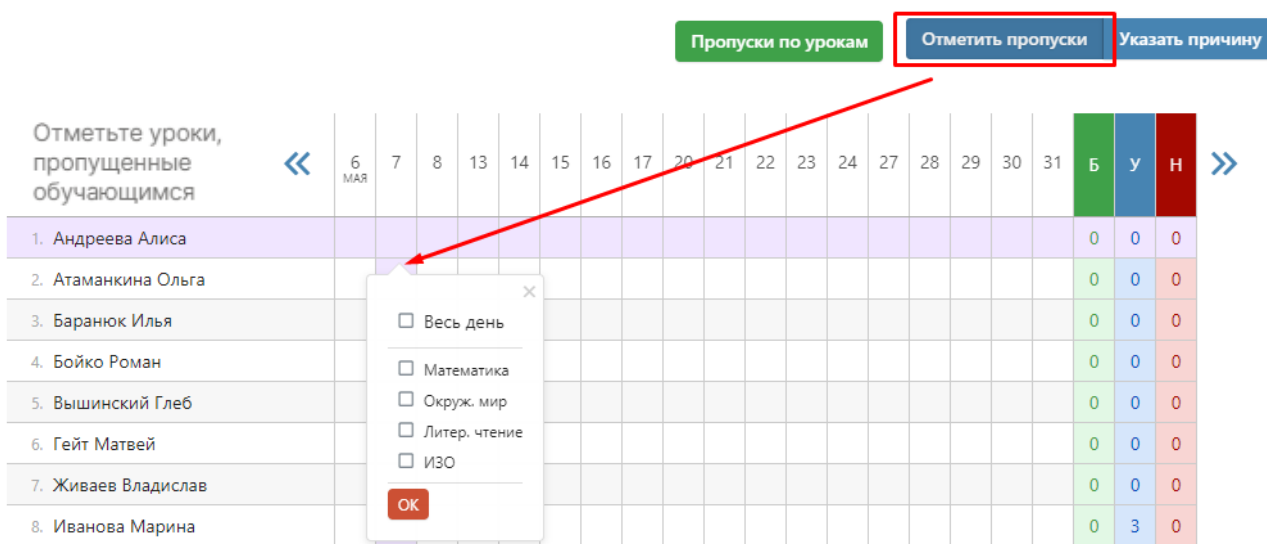 Пропуски по урокам Отметить пропуски Указать причину
Отметьте уроки,
пропущенные
обучающимся
6 7 8 13 14 15 16 17 20 21 22 23 24 27 28 29 30 31 Б У Н
МАЯ
1. Андреева Алиса 0 0 0
2. Атаманкина Ольга 0 0 0
3. Баранюк Илья 0 0 0
4. Бойко Роман 0 0 0
5. Вышинский Глеб 0 0 0
6. Гейт Матвей 0 0 0
7. Живаев Владислав 0 0 0
8. Иванова Марина 0 3 0
Весь день
Математика
Окруж. мир
Литер. чтение
ИЗО
ОК